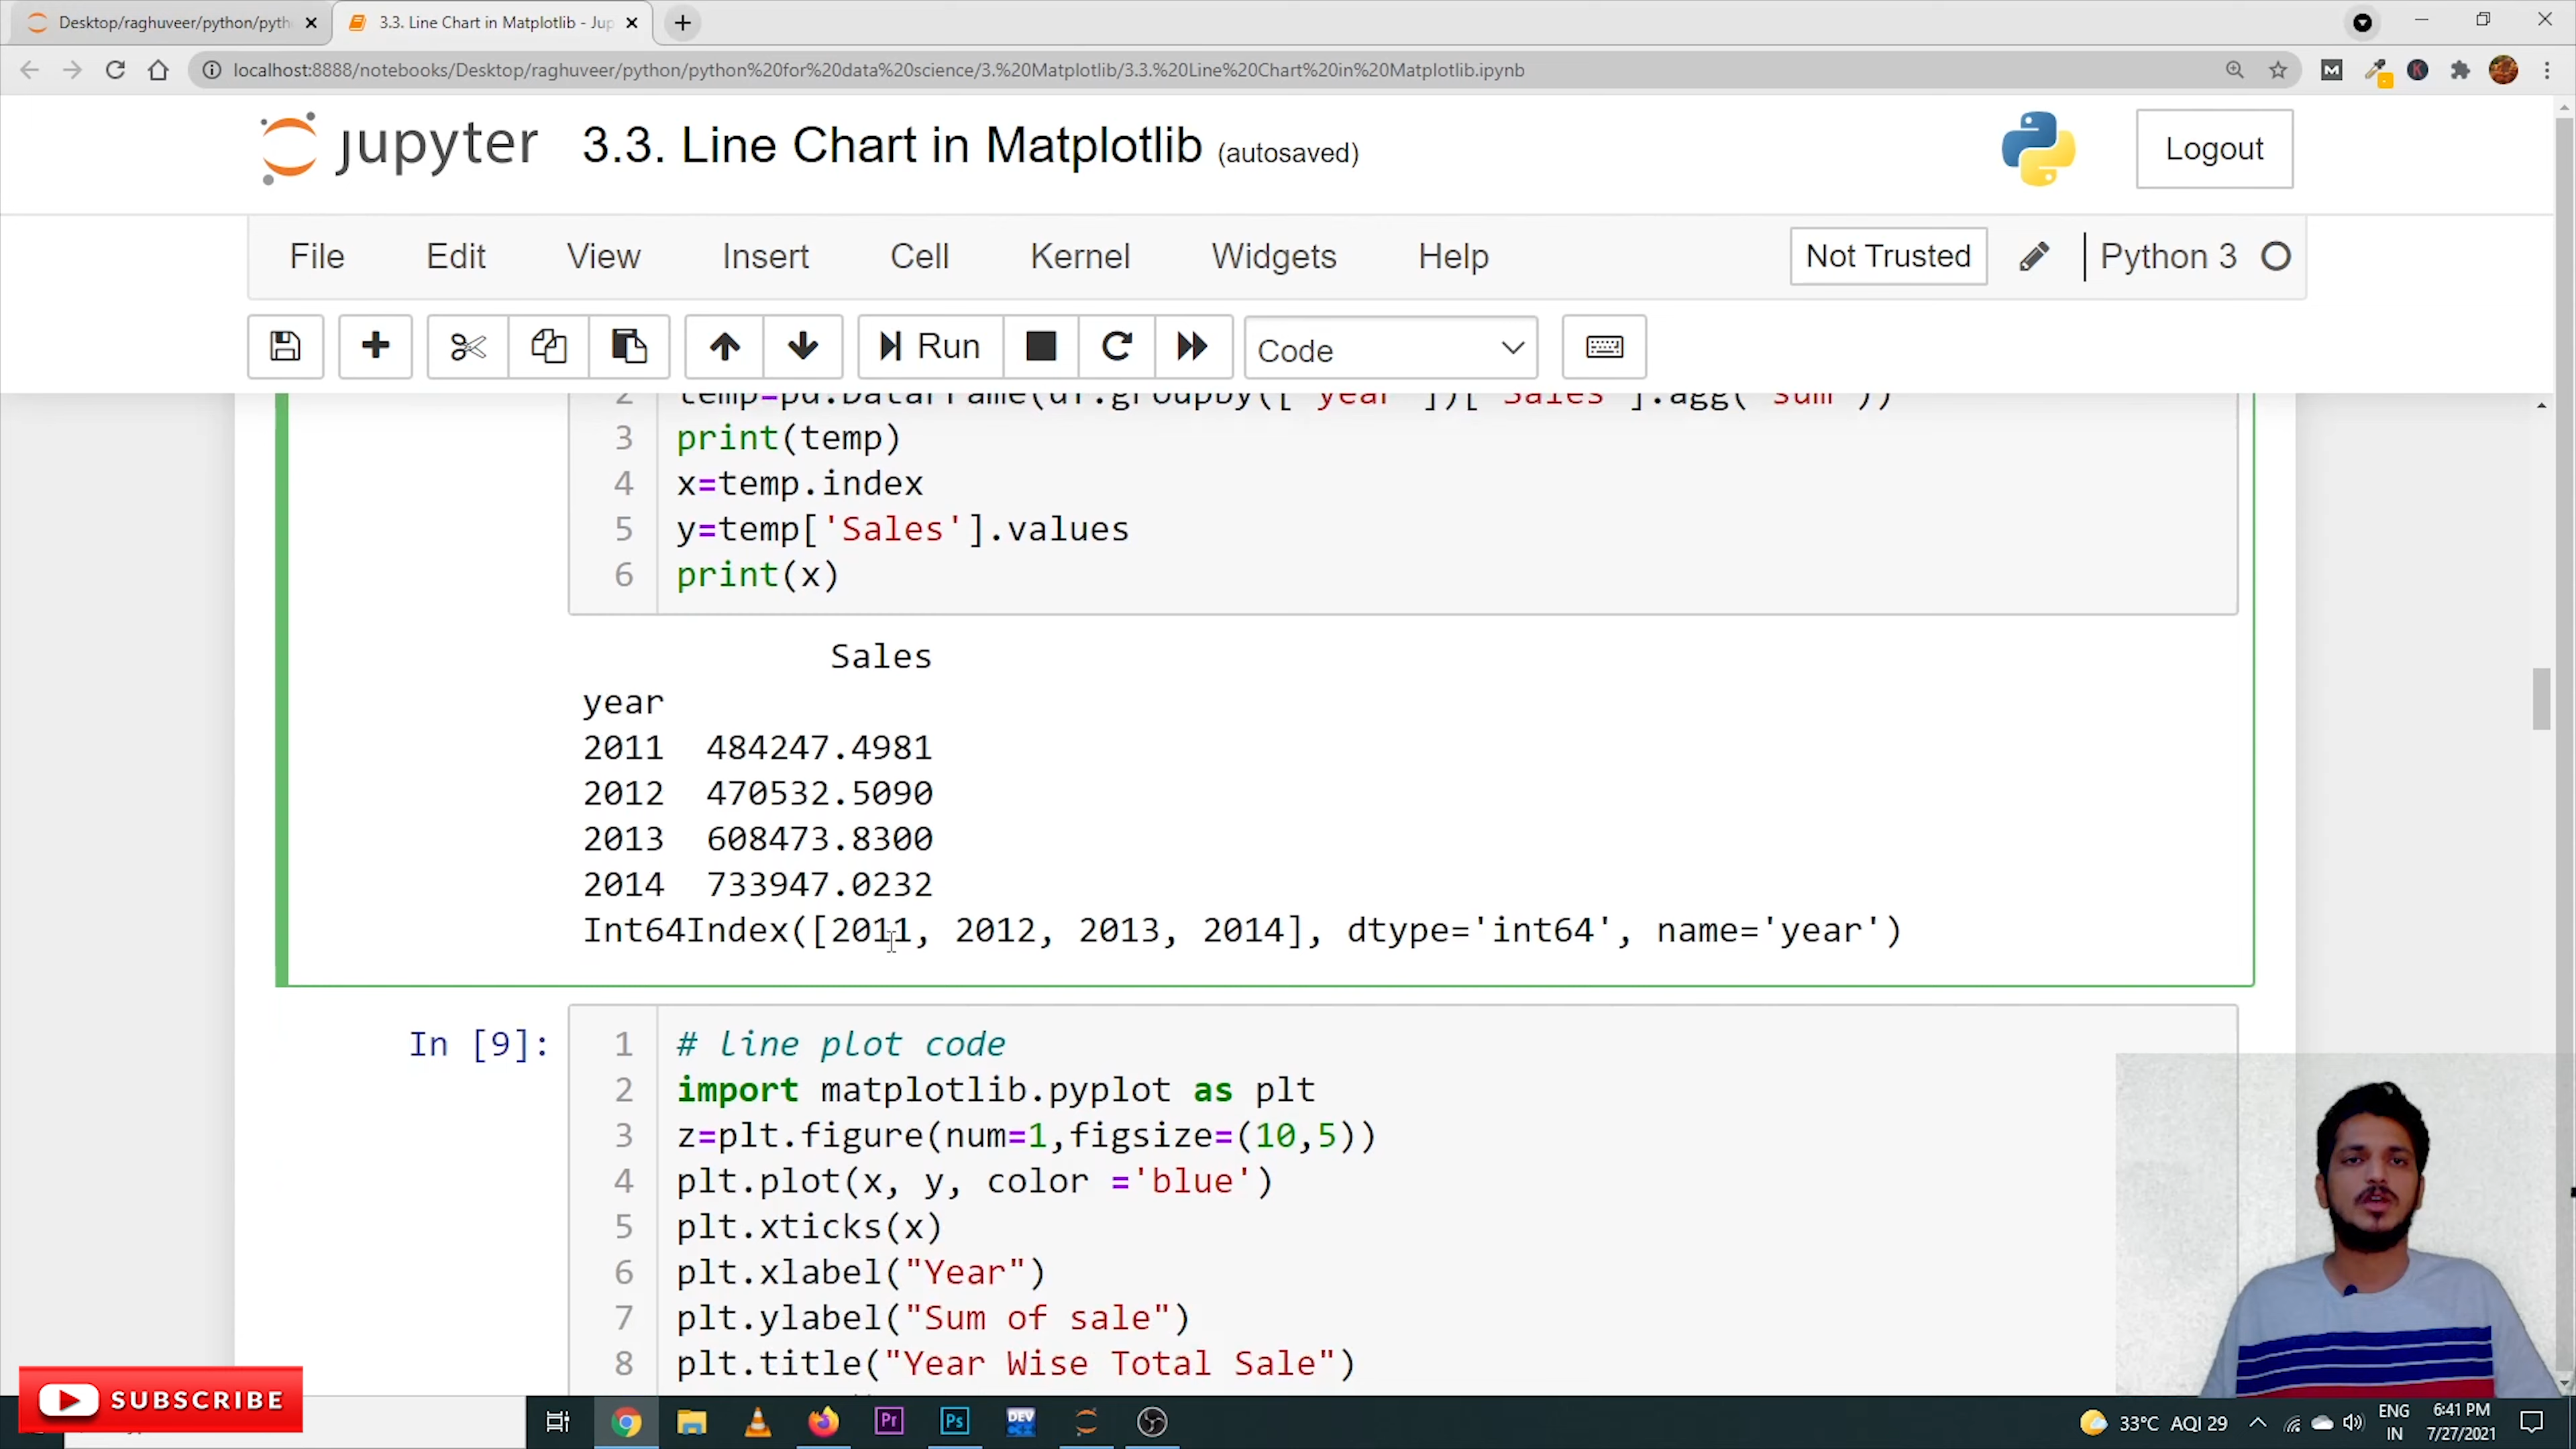 Desktop/raghuveer/python/pyth
3.3. Line Chart in Matplotlib - Jup
localhost:8888/notebooks/Desktop/raghuveer/python/python%20for%20data%20science/3.%20Matplotlib/3.3.%20Line%20Chart%20in%20Matplotlib.ipynb
jupyter 3.3. Line Chart in Matplotlib (autosaved)
Logout
File Edit View Insert Cell Kernel Widgets Help Not Trusted Python 3
Run Code
2 temp=pd.DataFrame(df.groupby(['year'])['Sales'].agg('sum'))
3 print(temp)
4 x=temp.index
5 y=temp['Sales'].values
6 print(x)
Sales
year
2011 484247.4981
2012 470532.5090
2013 608473.8300
2014 733947.0232
Int64Index([2011, 2012, 2013, 2014], dtype='int64', name='year')
In [9]:
1 # line plot code
2 import matplotlib.pyplot as plt
3 z=plt.figure(num=1,figsize=(10,5))
4 plt.plot(x, y, color ='blue')
5 plt.xticks(x)
6 plt.xlabel("Year")
7 plt.ylabel("Sum of sale")
8 plt.title("Year Wise Total Sale")
SUBSCRIBE
Pr
Ps
DEV
33°C AQI 29
ENG
IN
6:41 PM
7/27/2021